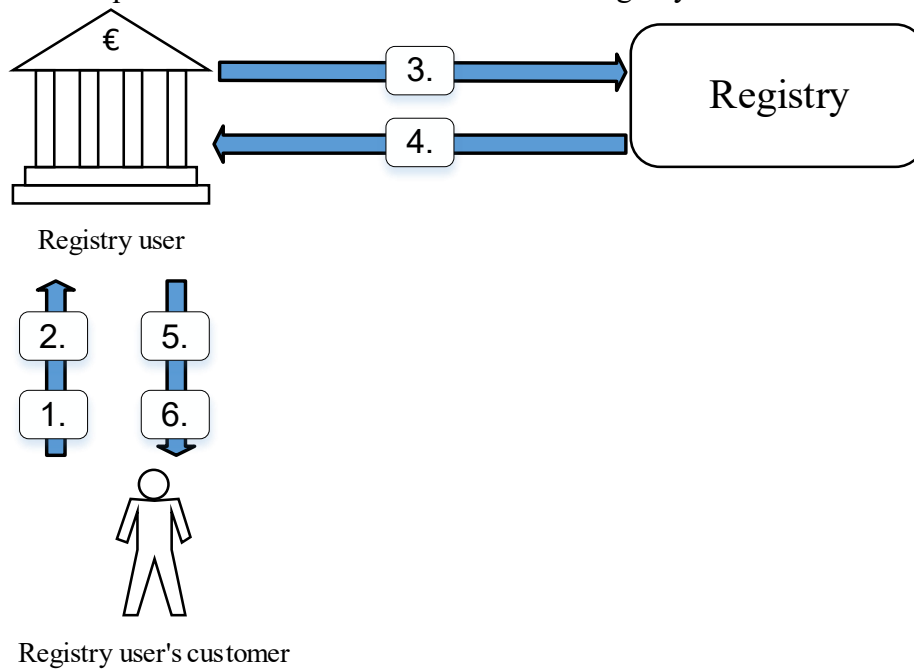 €
3.
Registry
4.
Registry user
2.
5.
1.
6.
Registry user's customer